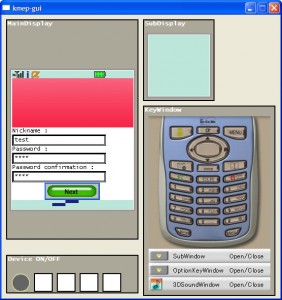 kmep-gui
MainDisplay
SubDisplay
Nickname :
test
Password :
****
Password confirmation :
****
Next
KeyWindow
MENU
Device ON/OFF
SubWindow Open/Close
OptionKeyWindow Open/Close
3DSoundWindow Open/Close